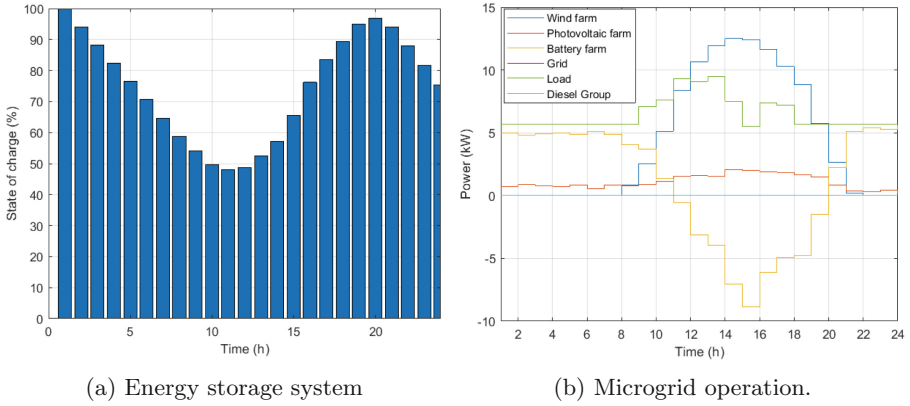 State of charge (%)
100
90
80
70
60
50
40
30
20
10
0
0
5
10
15
20
Time (h)
(a) Energy storage system
Power (kW)
10
5
0
-5
-10
Wind farm
Photovoltaic farm
Battery farm
Grid
Load
Diesel Group
2
4
6
8
10
12
14
16
18
20
22
24
Time (h)
(b) Microgrid operation.